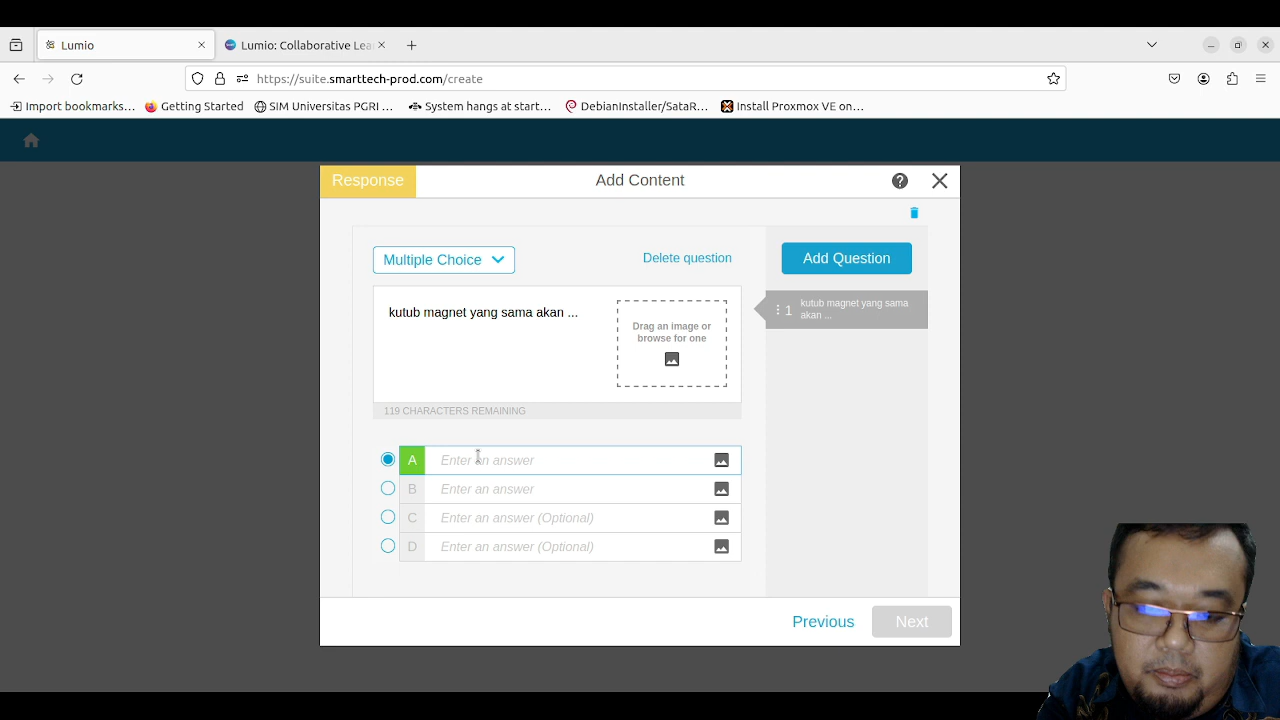 Lumio
Lumio: Collaborative Lea
https://suite.smarttech-prod.com/create
Import bookmarks...
Getting Started
SIM Universitas PGRI ...
System hangs at start...
DebianInstaller/SataR...
Install Proxmox VE on...
Response
Add Content
Multiple Choice
Delete question
Add Question
kutub magnet yang sama akan ...
Drag an image or
browse for one
1 kutub magnet yang sama
akan ...
119 CHARACTERS REMAINING
A Enter an answer
B Enter an answer
C Enter an answer (Optional)
D Enter an answer (Optional)
Previous
Next